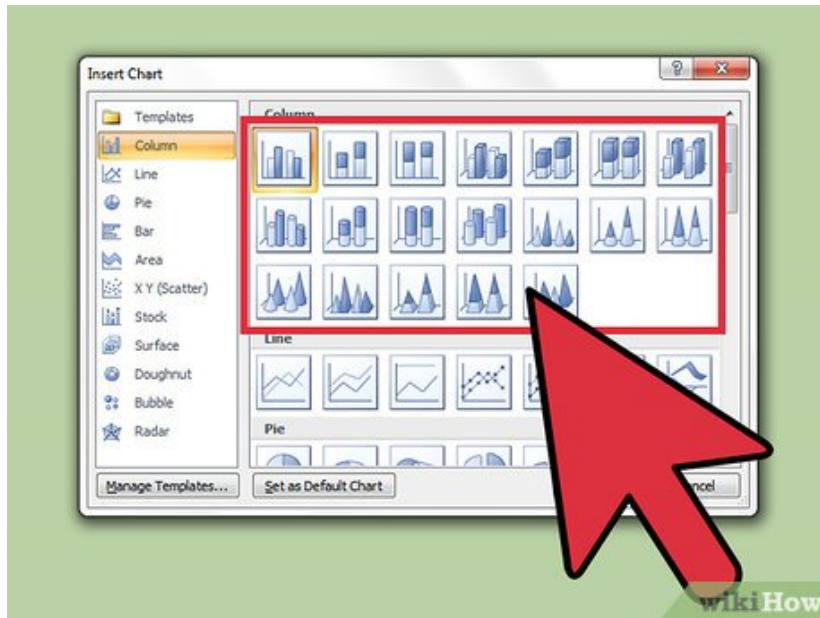 Insert Chart
Templates
Column
Line
Pie
Bar
Area
X Y (Scatter)
Stock
Surface
Doughnut
Bubble
Radar
Column
Line
Pie
Manage Templates...
Set as Default Chart
wikiHow